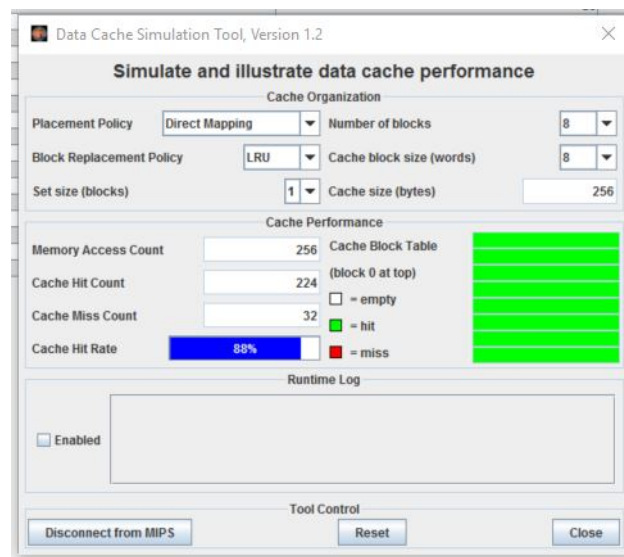 Data Cache Simulation Tool, Version 1.2
Simulate and illustrate data cache performance
Cache Organization
Placement Policy Direct Mapping Number of blocks 8
Block Replacement Policy LRU Cache block size (words) 8
Set size (blocks) 1 Cache size (bytes) 256
Cache Performance
Memory Access Count 256 Cache Block Table
(block 0 at top)
Cache Hit Count 224
= empty
Cache Miss Count 32
= hit
Cache Hit Rate 88%
= miss
Runtime Log
Enabled
Tool Control
Disconnect from MIPS Reset Close